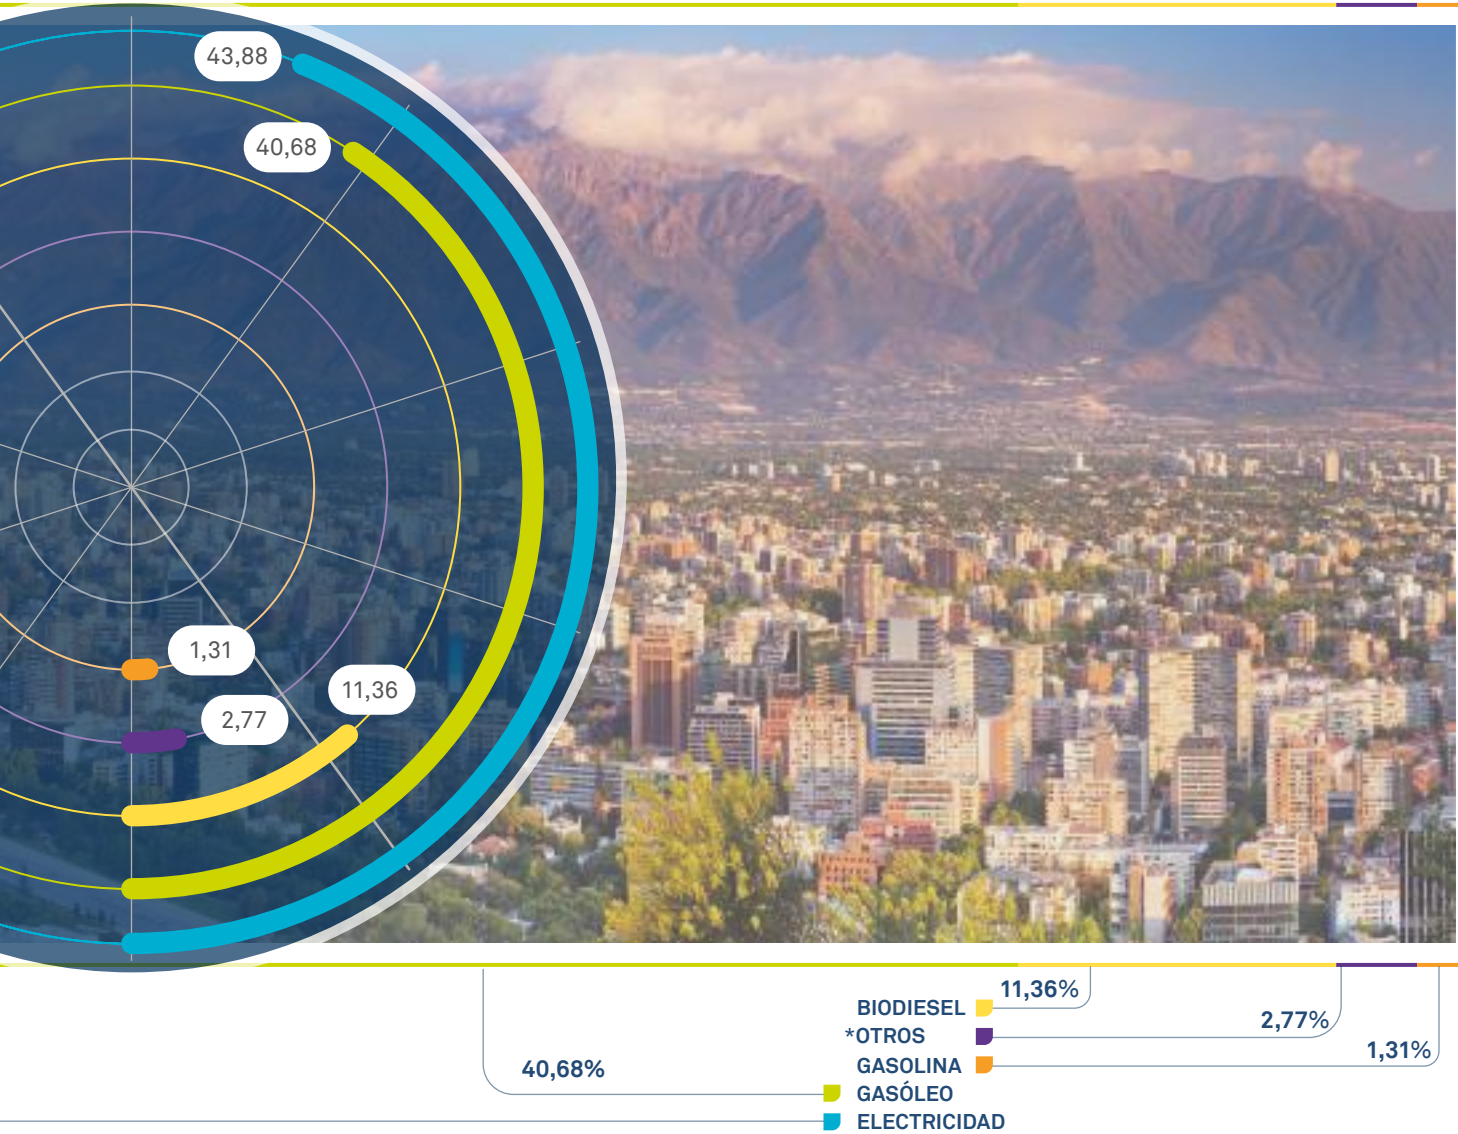 43,88
40,68
1,31
11,36
2,77
11,36%
BIODIESEL
2,77%
*OTROS
1,31%
GASOLINA
40,68%
GASÓLEO
ELECTRICIDAD